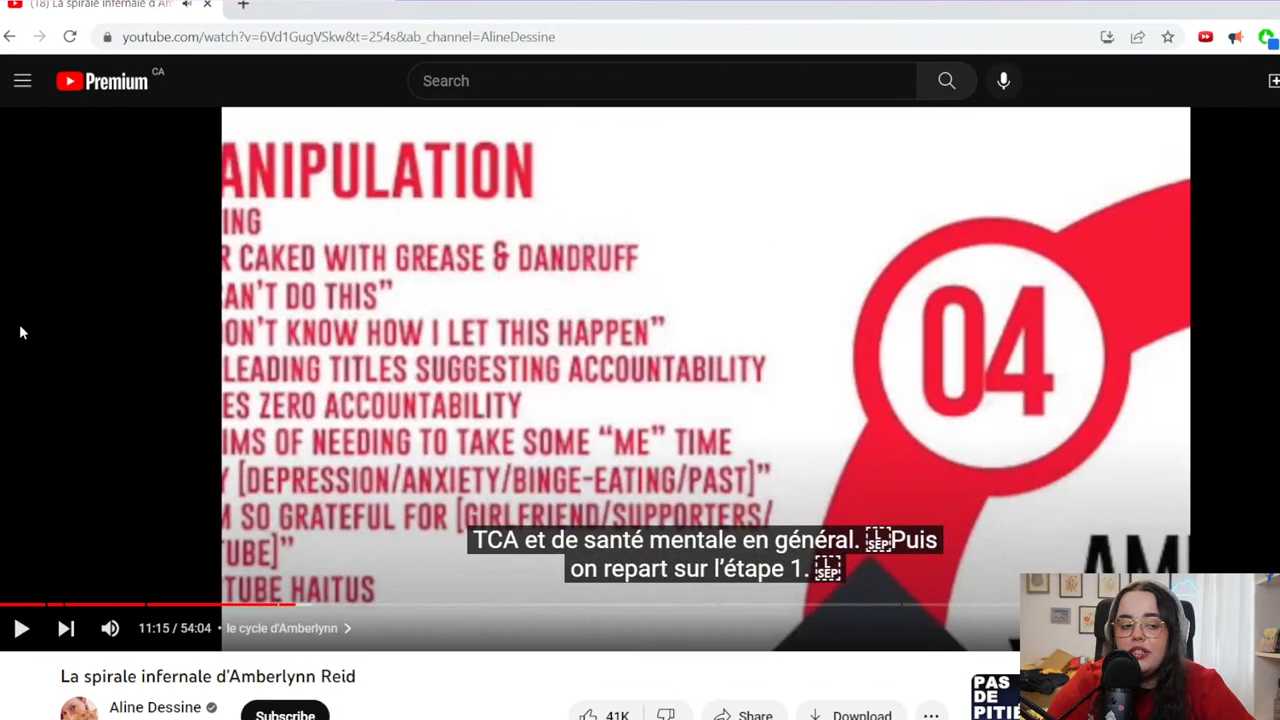 (18) La spirale infernale d'Am
youtube.com/watch?v=6Vd1GugVSkw&t=254s&ab_channel=AlineDessine
Premium CA
Search
ANIPULATION
ING
R CAKED WITH GREASE & DANDRUFF
AN'T DO THIS”
ON'T KNOW HOW I LET THIS HAPPEN”
LEADING TITLES SUGGESTING ACCOUNTABILITY
ES ZERO ACCOUNTABILITY
IMS OF NEEDING TO TAKE SOME “ME” TIME
Y [DEPRESSION/ANXIETY/BINGE-EATING/PAST]”
M SO GRATEFUL FOR [GIRLFRIEND/SUPPORTERS/
TUBE]”
TUBE HAITUS
04
AM
TCA et de santé mentale en général. Puis
on repart sur l’étape 1.
11:15 / 54:04 • le cycle d'Amberlynn
La spirale infernale d'Amberlynn Reid
Aline Dessine
Subscribe
41K
Share
Download
PAS
DE
PITIÉ